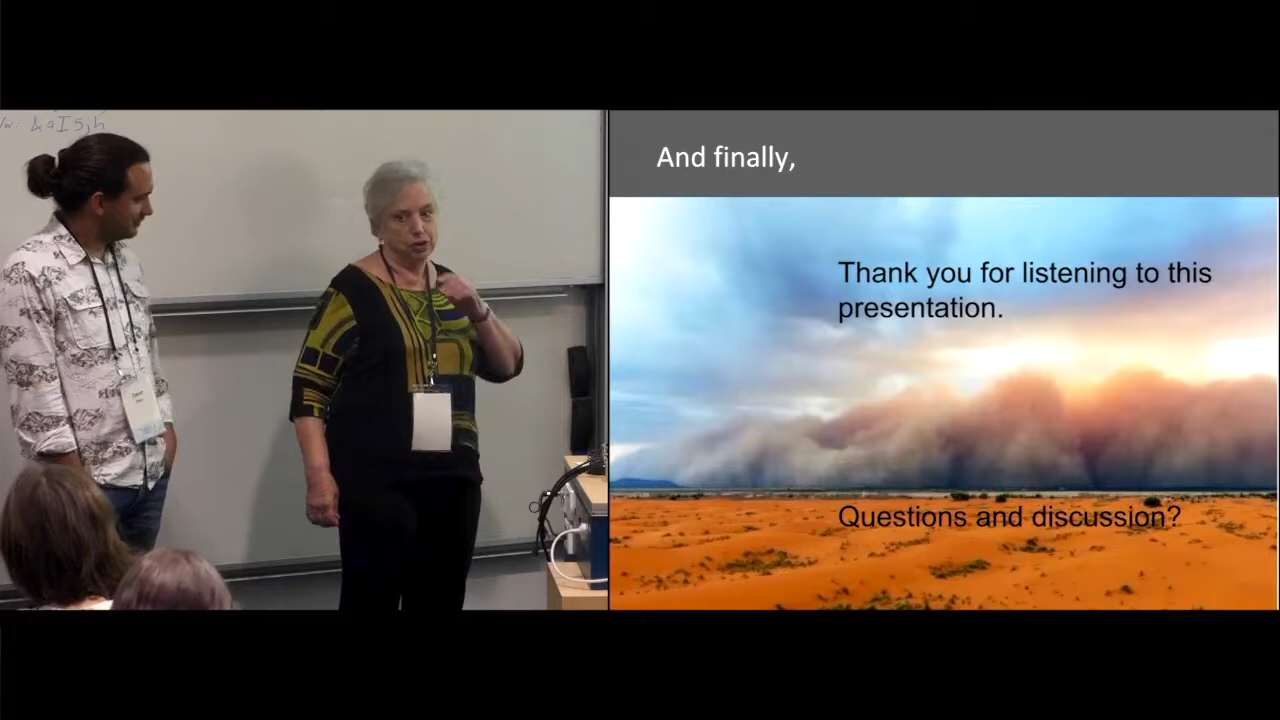 And finally,
Thank you for listening to this
presentation.
Questions and discussion?